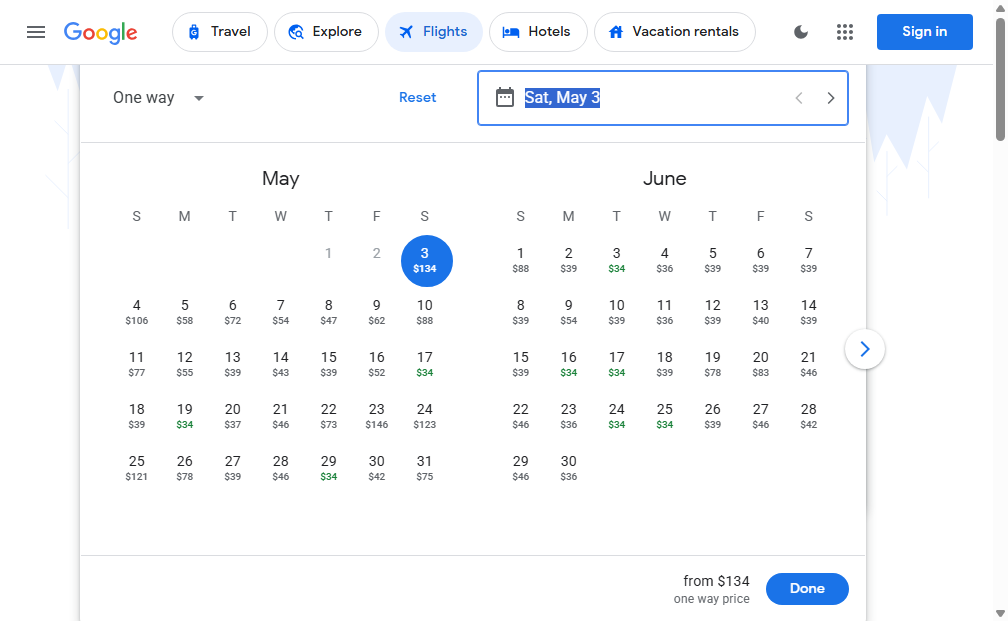 Google Travel Explore Flights Hotels Vacation rentals Sign in
One way Reset Sat, May 3
May June
S M T W T F S S M T W T F S
1 2 3 1 2 3 4 5 6 7
$134 $88 $39 $34 $36 $39 $39 $39
4 5 6 7 8 9 10 8 9 10 11 12 13 14
$106 $58 $72 $54 $47 $62 $88 $39 $54 $39 $36 $39 $40 $39
11 12 13 14 15 16 17 15 16 17 18 19 20 21
$77 $55 $39 $43 $39 $52 $34 $39 $34 $34 $39 $78 $83 $46
18 19 20 21 22 23 24 22 23 24 25 26 27 28
$39 $34 $37 $46 $73 $146 $123 $46 $36 $34 $34 $39 $46 $42
25 26 27 28 29 30 31 29 30
$121 $78 $39 $46 $34 $42 $75 $46 $36
from $134
one way price
Done